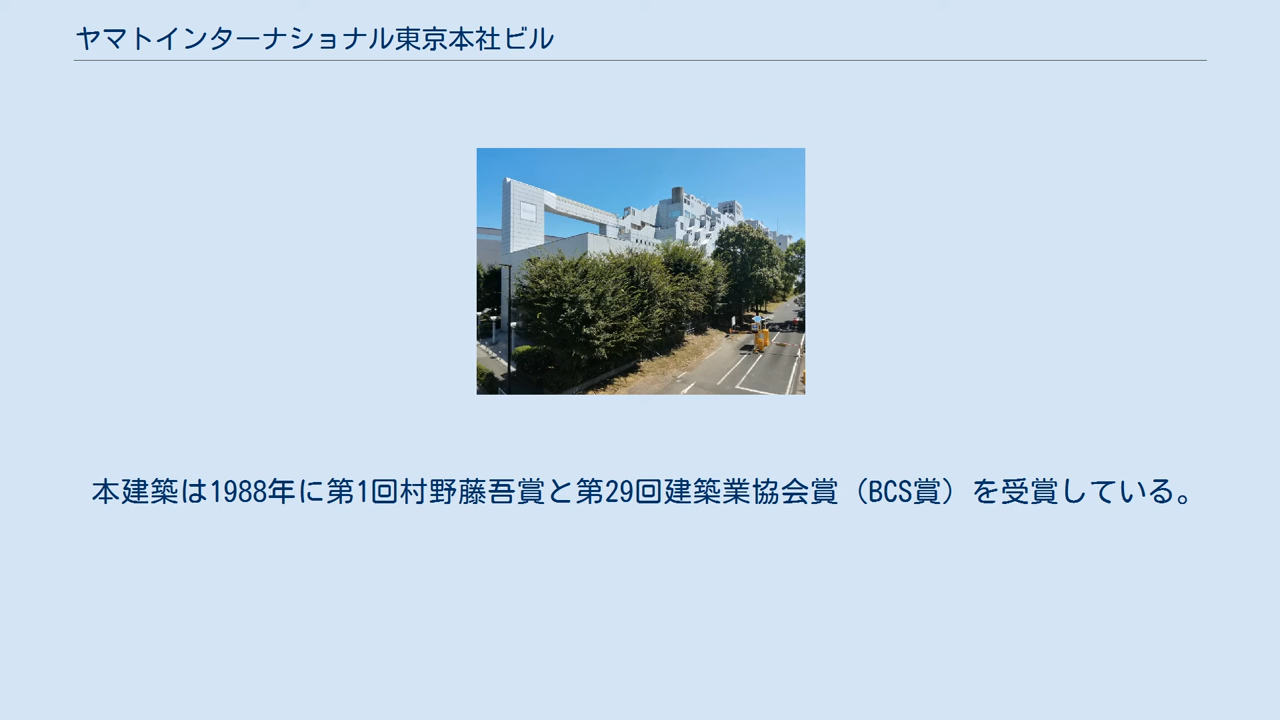 ヤマトインターナショナル東京本社ビル
本建築は1988年に第1回村野藤吾賞と第29回建築業協会賞（BCS賞）を受賞している。